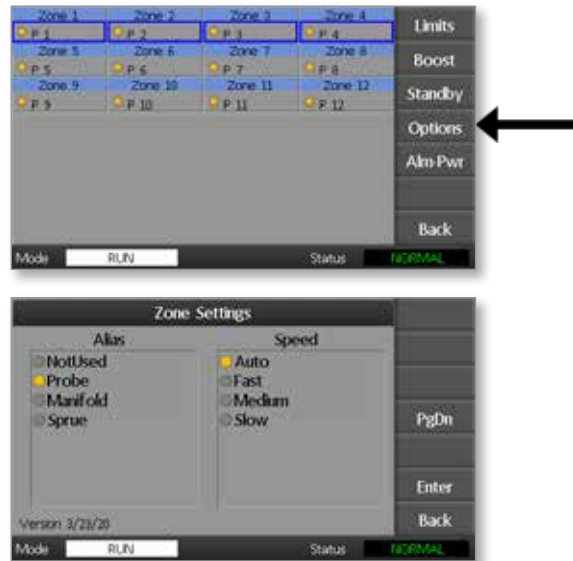 Zone 1 Zone 2 Zone 3 Zone 4 Limits
P 1 P 2 P 3 P 4
Zone 5 Zone 6 Zone 7 Zone 8 Boost
P 5 P 6 P 7 P 8
Zone 9 Zone 10 Zone 11 Zone 12 Standby
P 9 P 10 P 11 P 12
Options
Alm-Pwr
Back
Mode RUN Status NORMAL
Zone Settings
Alias Speed
NotUsed Auto
Probe Fast
Manifold Medium
Sprue Slow
PgDn
Enter
Version 3/23/20 Back
Mode RUN Status NORMAL